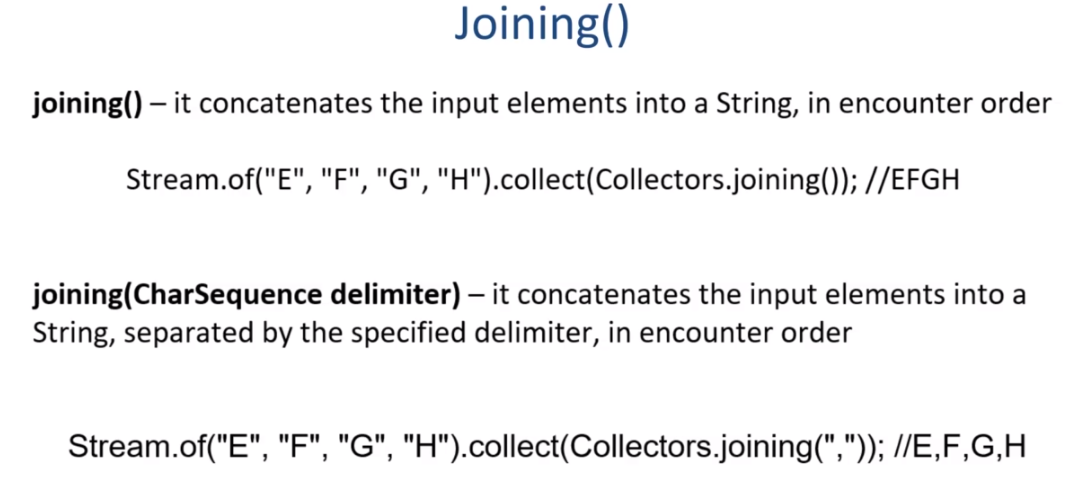 Joining()
joining() – it concatenates the input elements into a String, in encounter order
Stream.of("E", "F", "G", "H").collect(Collectors.joining()); //EFGH
joining(CharSequence delimiter) – it concatenates the input elements into a
String, separated by the specified delimiter, in encounter order
Stream.of("E", "F", "G", "H").collect(Collectors.joining(",")); //E,F,G,H